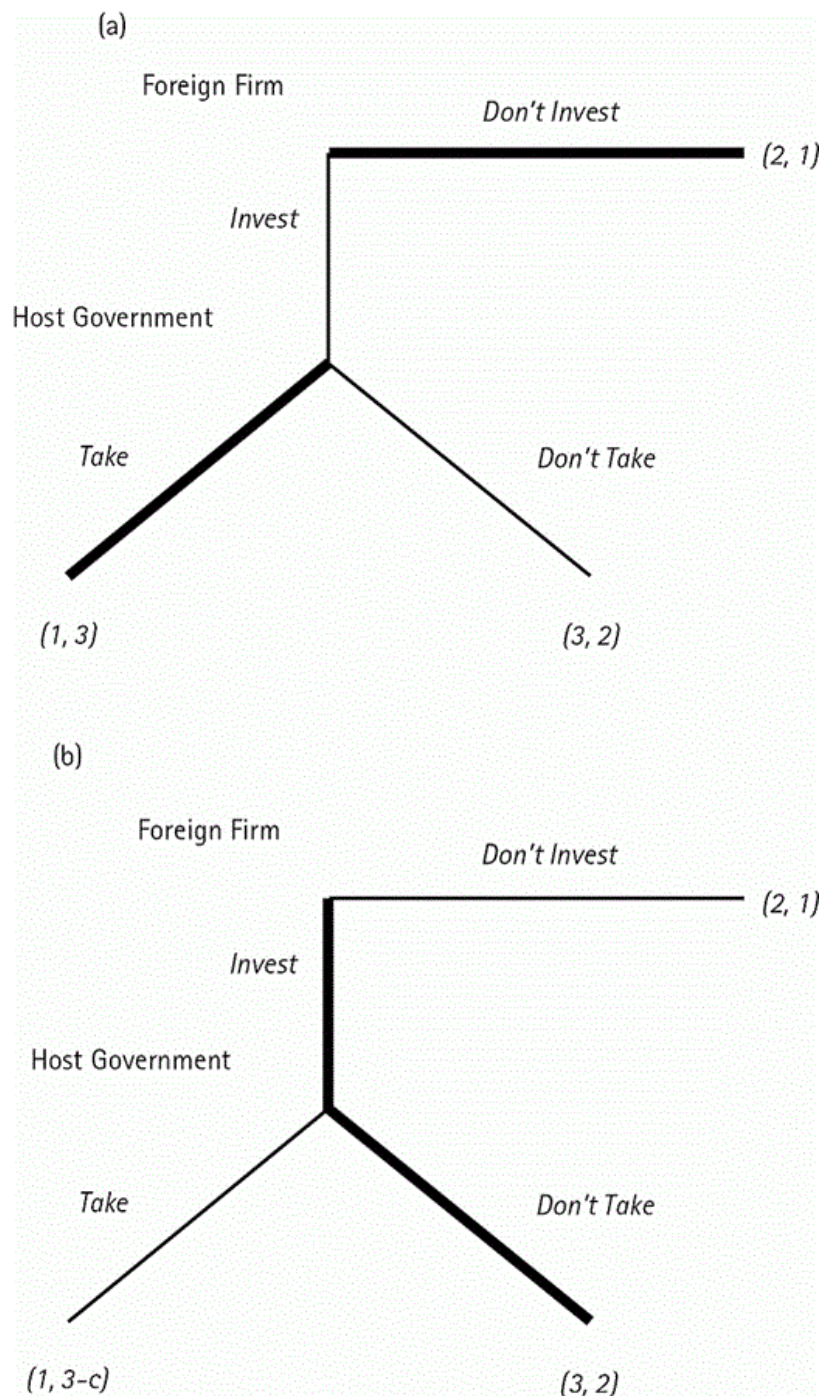 (a)
Foreign Firm
Don't Invest
(2, 1)
Invest
Host Government
Take
Don't Take
(1, 3)
(3, 2)
(b)
Foreign Firm
Don't Invest
(2, 1)
Invest
Host Government
Take
Don't Take
(1, 3-c)
(3, 2)